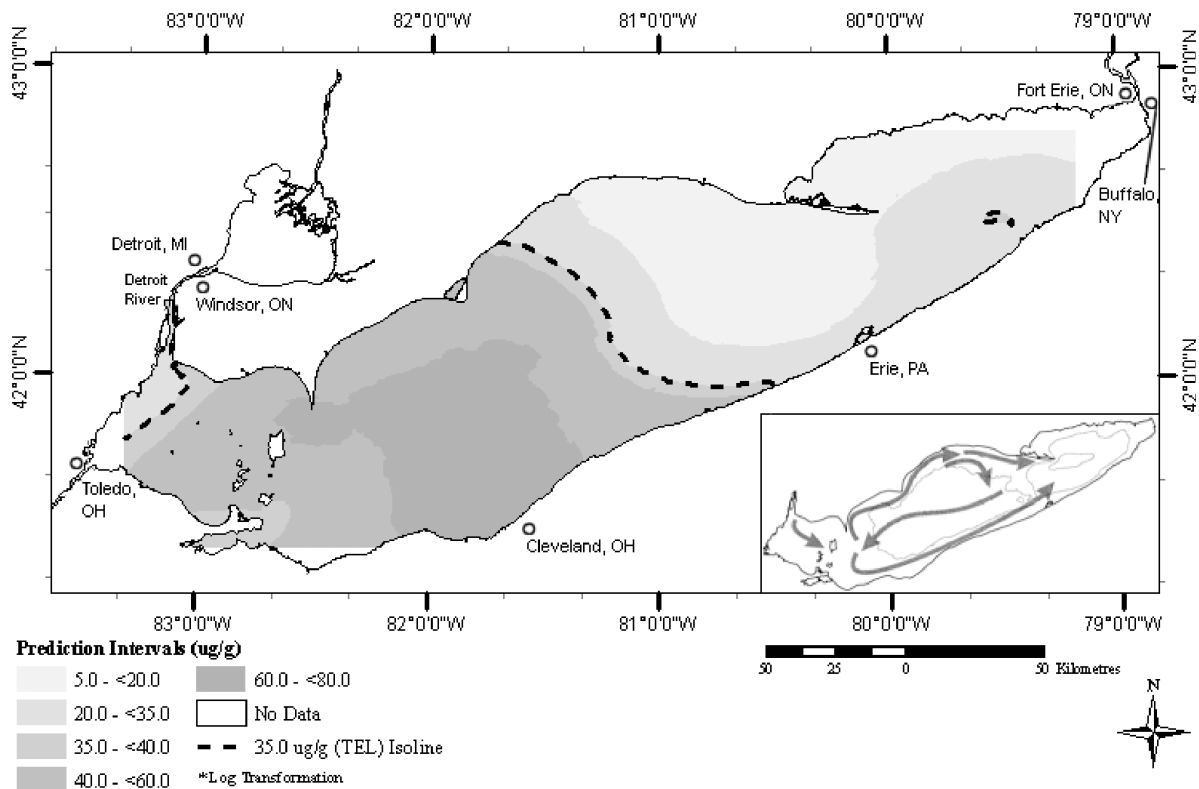 83°0'0"W 82°0'0"W 81°0'0"W 80°0'0"W 79°0'0"W
43°0'0"N
43°0'0"N
Fort Erie, ON
Buffalo,
NY
Detroit, MI
Detroit
River
Windsor, ON
42°0'0"N
42°0'0"N
Erie, PA
Toledo,
OH
Cleveland, OH
83°0'0"W 82°0'0"W 81°0'0"W 80°0'0"W 79°0'0"W
Prediction Intervals (ug/g)
5.0 - <20.0
20.0 - <35.0
35.0 - <40.0
40.0 - <60.0
60.0 - <80.0
No Data
35.0 ug/g (TEL) Isoline
*Log Transformation
50 25 0 50 Kilometres
N